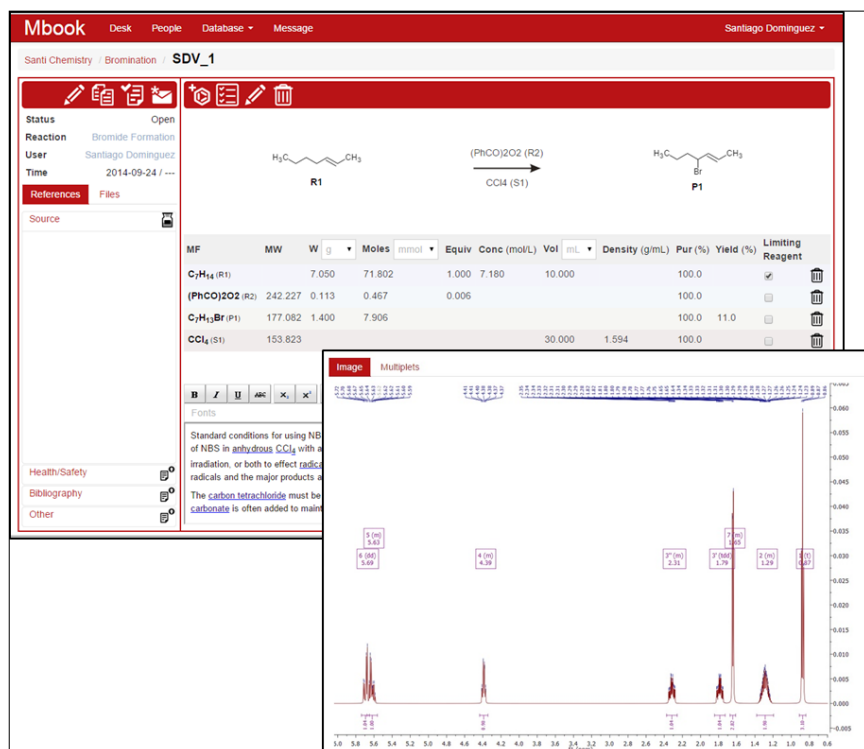 Mbook Desk People Database Message Santiago Dominguez
Santi Chemistry / Bromination / SDV_1
Status Open
Reaction Bromide Formation
User Santiago Dominguez
Time 2014-09-24 / ---
References Files
Source
Health/Safety
Bibliography
Other
H₃C CH₃
R1
(PhCO)2O2 (R2)
CCl4 (S1)
H₃C CH₃
Br
P1
MF MW W g Moles mmol Equiv Conc (mol/L) Vol mL Density (g/mL) Pur (%) Yield (%) Limiting Reagent
C₇H₁₄ (R1) 7.050 71.802 1.000 7.180 10.000 100.0
(PhCO)2O2 (R2) 242.227 0.113 0.467 0.006 100.0
C₇H₁₃Br (P1) 177.082 1.400 7.906 100.0 11.0
CCl₄ (S1) 153.823 30.000 1.594 100.0
B I U ABC X₂ X²
Fonts
Standard conditions for using NB
of NBS in anhydrous CCl₄ with a
irradiation, or both to effect radica
radicals and the major products a
The carbon tetrachloride must be
carbonate is often added to maint
Image Multiplets
5 (m)
5.63
6 (dd)
5.69
4 (m)
4.39
3'' (m)
2.31
3' (tdd)
1.79
7 (m)
1.65
2 (m)
1.29
1 (t)
0.87
0.060
0.055
0.050
0.045
0.040
0.035
0.030
0.025
0.020
0.015
0.010
0.005
0.000
-0.005
5.6 5.4 5.2 5.0 4.8 4.6 4.4 4.2 4.0 3.8 3.6 3.4 3.2 3.0 2.8 2.6 2.4 2.2 2.0 1.8 1.6 1.4 1.2 1.0 0.8 0.6